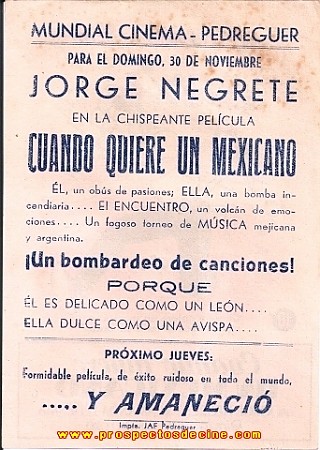 MUNDIAL CINEMA - PEDREGUER
PARA EL DOMINGO, 30 DE NOVIEMBRE
JORGE NEGRETE
EN LA CHISPEANTE PELÍCULA
CUANDO QUIERE UN MEXICANO
ÉL, un obús de pasiones; ELLA, una bomba in-
cendiaria.... El ENCUENTRO, un volcán de emo-
ciones.... Un fogoso torneo de MÚSICA mejicana
y argentina.
¡Un bombardeo de canciones!
PORQUE
ÉL ES DELICADO COMO UN LEÓN....
ELLA DULCE COMO UNA AVISPA....
PRÓXIMO JUEVES:
Formidable película, de éxito ruidoso en todo el mundo,
..... Y AMANECIÓ
Impta. JAF Pedreguer
www.prospectosdecine.com